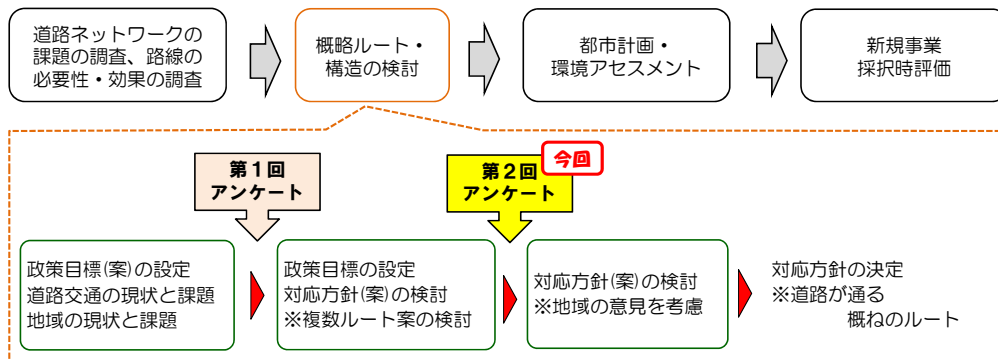 道路ネットワークの
課題の調査、路線の
必要性・効果の調査
概略ルート・
構造の検討
都市計画・
環境アセスメント
新規事業
採択時評価
第１回
アンケート
第２回
アンケート
今回
政策目標(案)の設定
道路交通の現状と課題
地域の現状と課題
政策目標の設定
対応方針(案)の検討
※複数ルート案の検討
対応方針(案)の検討
※地域の意見を考慮
対応方針の決定
※道路が通る
概ねのルート